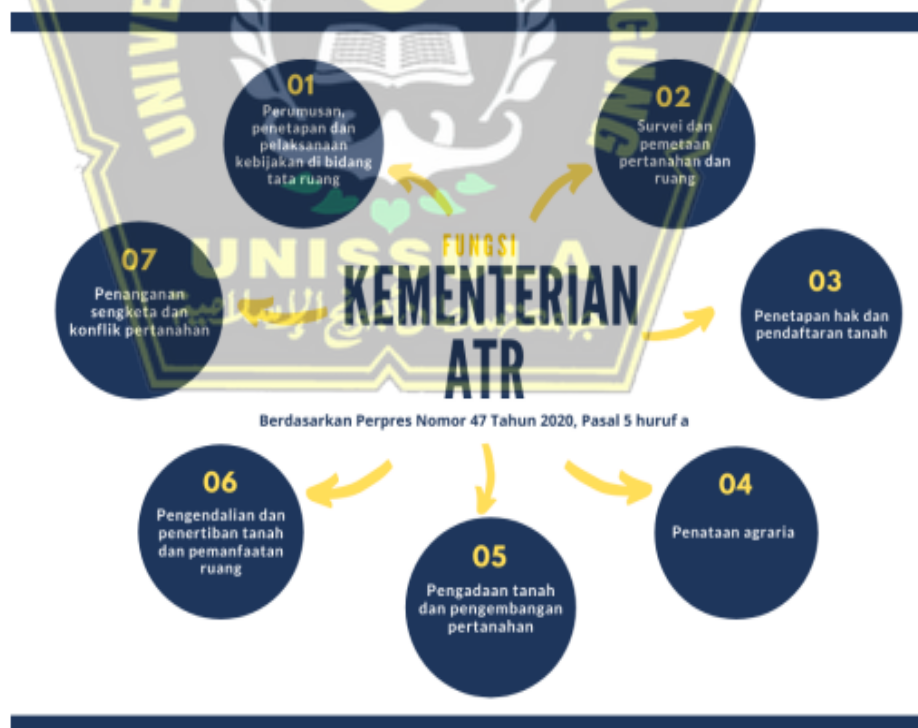 01
Perumusan,
penetapan dan
pelaksanaan
kebijakan di bidang
tata ruang
02
Survei dan
pemetaan
pertanahan dan
ruang
FUNGSI
KEMENTERIAN
ATR
Berdasarkan Perpres Nomor 47 Tahun 2020, Pasal 5 huruf a
03
Penetapan hak dan
pendaftaran tanah
04
Penataan agraria
05
Pengadaan tanah
dan pengembangan
pertanahan
06
Pengendalian dan
penertiban tanah
dan pemanfaatan
ruang
07
Penanganan
sengketa dan
konflik pertanahan
UNIVE
AGUNG
UNISS A